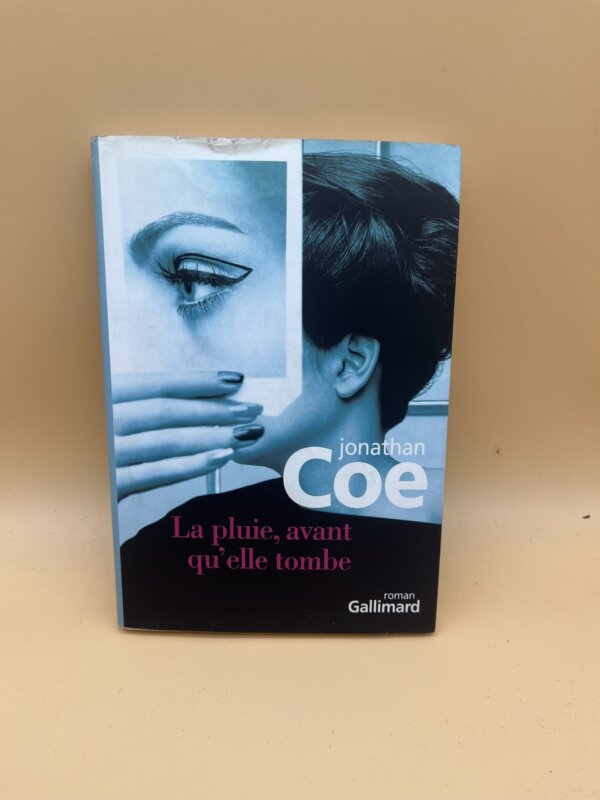 jonathan
Coe
La pluie, avant
qu'elle tombe
roman
Gallimard